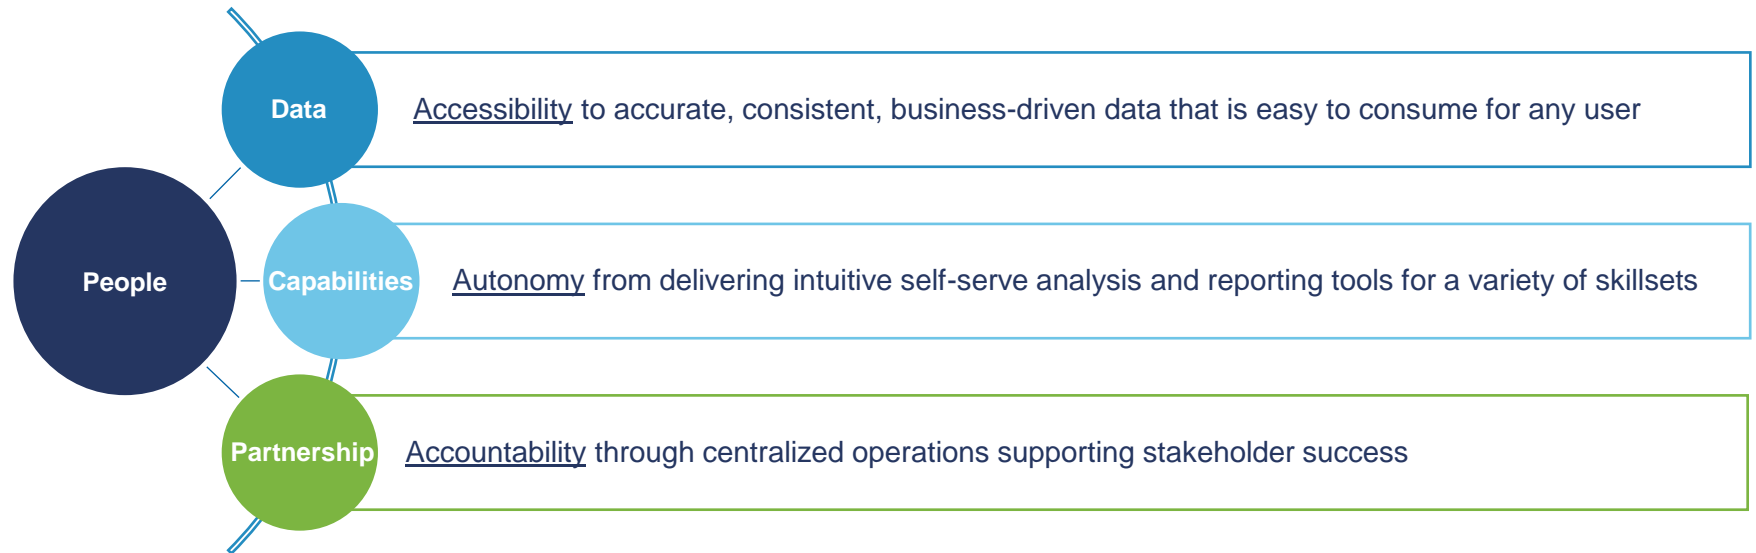 People
Data
Accessibility to accurate, consistent, business-driven data that is easy to consume for any user
Capabilities
Autonomy from delivering intuitive self-serve analysis and reporting tools for a variety of skillsets
Partnership
Accountability through centralized operations supporting stakeholder success